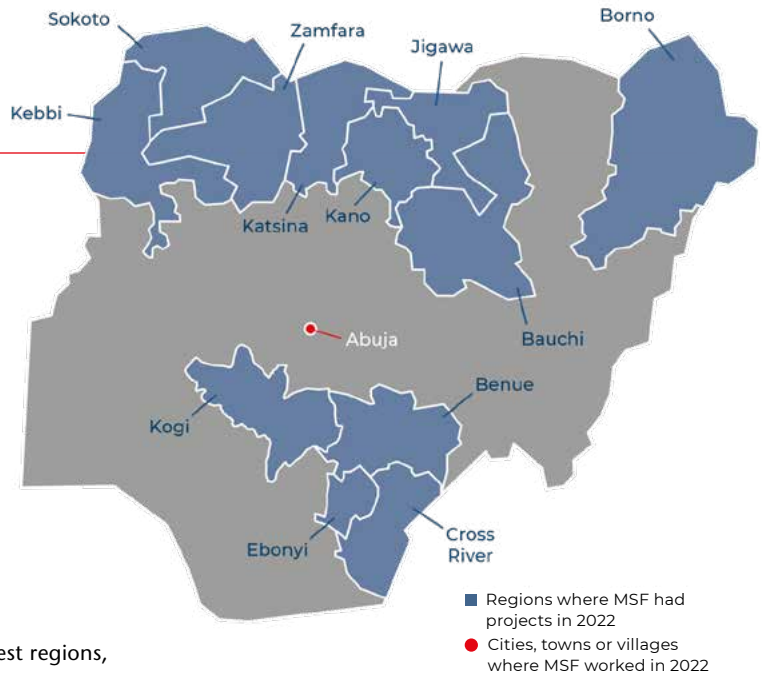 Sokoto
Zamfara
Jigawa
Borno
Kebbi
Katsina
Kano
Abuja
Bauchi
Benue
Kogi
Ebonyi
Cross
River
Regions where MSF had
projects in 2022
Cities, towns or villages
where MSF worked in 2022
est regions,